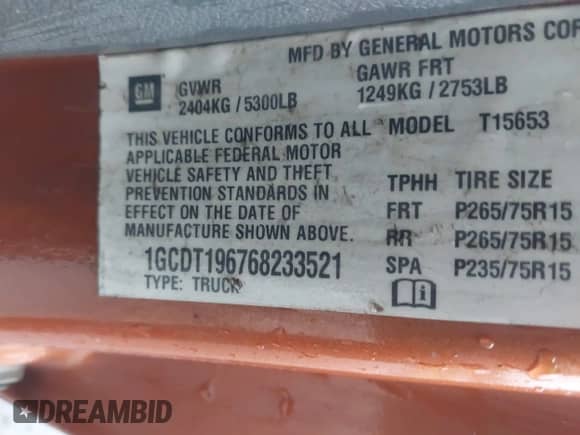 MFD BY GENERAL MOTORS COR
GM
GVWR
GAWR FRT
2404KG / 5300LB
1249KG / 2753LB
THIS VEHICLE CONFORMS TO ALL
MODEL T15653
APPLICABLE FEDERAL MOTOR
VEHICLE SAFETY AND THEFT
PREVENTION STANDARDS IN
EFFECT ON THE DATE OF
MANUFACTURE SHOWN ABOVE.
TPHH TIRE SIZE
FRT P265/75R15
RR P265/75R15
SPA P235/75R15
1GCDT196768233521
TYPE: TRUCK
DREAMBID